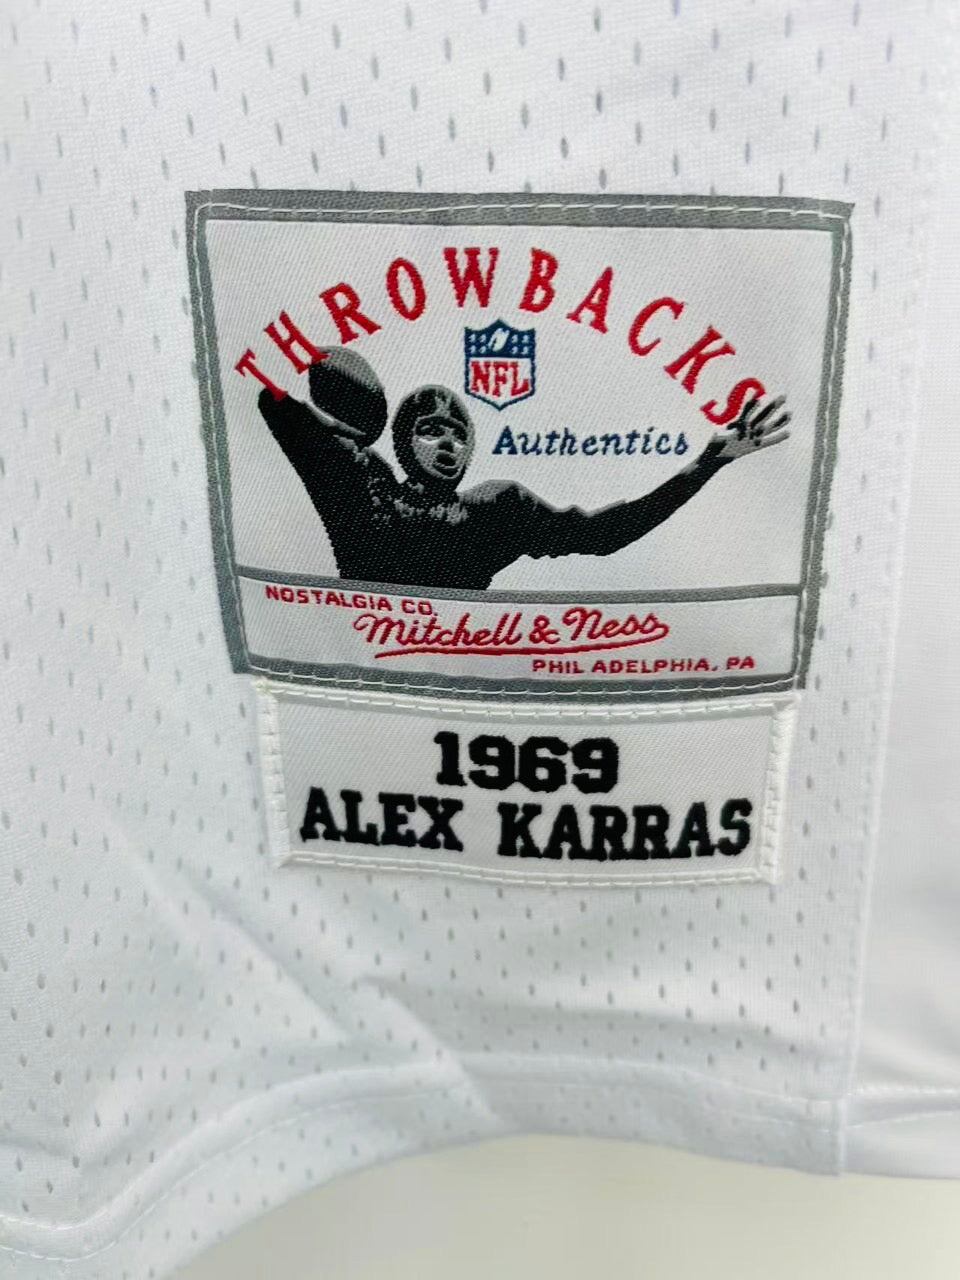 THROWBACKS
NFL
Authentics
NOSTALGIA CO.
Mitchell & Ness
PHILADELPHIA, PA
1969
ALEX KARRAS